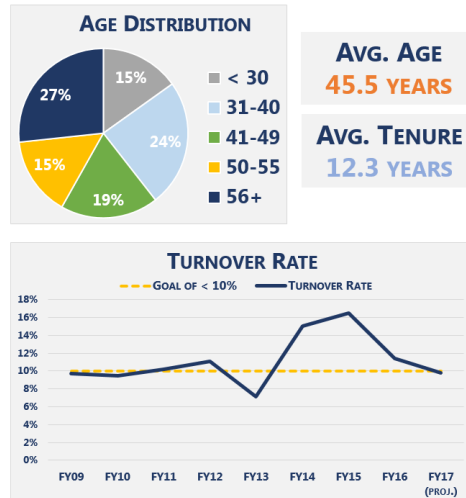 AGE DISTRIBUTION
15%
24%
19%
15%
27%
< 30
31-40
41-49
50-55
56+
AVG. AGE
45.5 YEARS
AVG. TENURE
12.3 YEARS
TURNOVER RATE
GOAL OF < 10% TURNOVER RATE
18%
16%
14%
12%
10%
8%
6%
4%
2%
0%
FY09 FY10 FY11 FY12 FY13 FY14 FY15 FY16 FY17
(PROJ.)